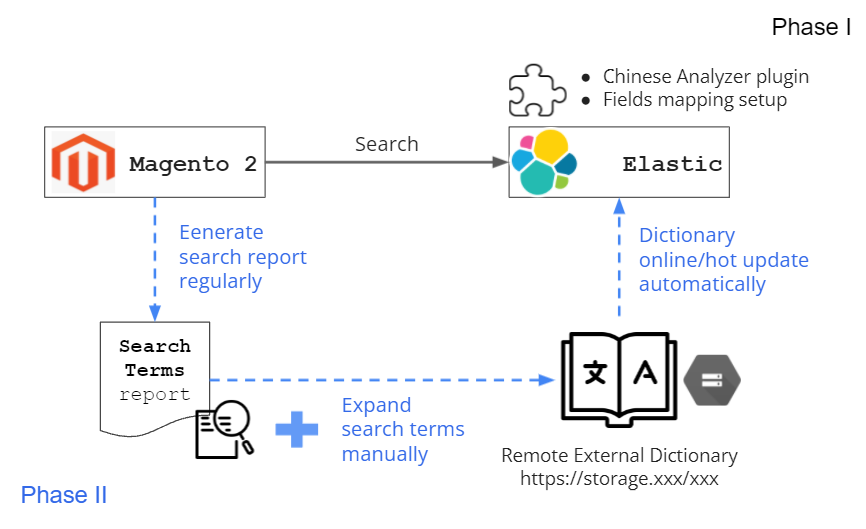 Phase I
● Chinese Analyzer plugin
● Fields mapping setup
Magento 2
Search
Elastic
Eenerate
search report
regularly
Dictionary
online/hot update
automatically
Search
Terms
report
文 A
Expand
search terms
manually
Remote External Dictionary
https://storage.xxx/xxx
Phase II